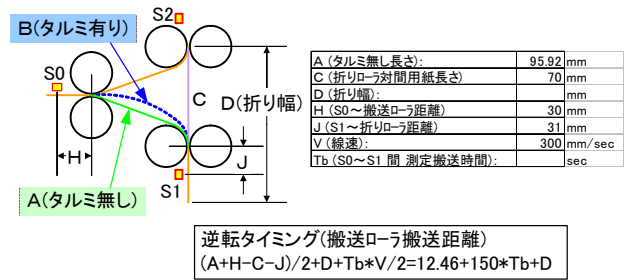 B(タルミ有り)
S2
S0
C
D(折り幅)
H
J
S1
A(タルミ無し)
A (タルミ無し長さ): 95.92 mm
C (折りローラ対間用紙長さ) 70 mm
D (折り幅): mm
H (S0～搬送ローラ距離) 30 mm
J (S1～折りローラ距離) 31 mm
V (線速): 300 mm/sec
Tb (S0～S1 間 測定搬送時間): sec
逆転タイミング(搬送ローラ搬送距離)
(A+H-C-J)/2+D+Tb*V/2=12.46+150*Tb+D